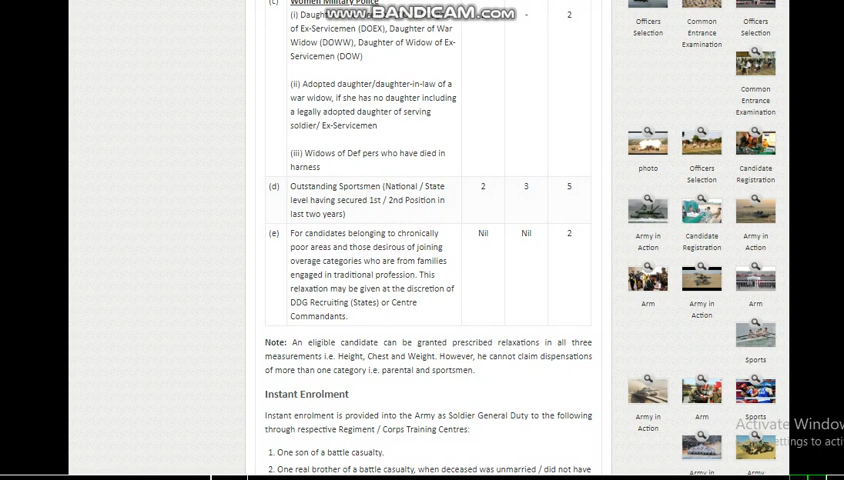 www.BANDICAM.com
(c) Women Military Police
(i) Daugh
of Ex-Servicemen (DOEX), Daughter of War
Widow (DOWW), Daughter of Widow of Ex-
Servicemen (DOW)
- 2
(ii) Adopted daughter/daughter-in-law of a
war widow, if she has no daughter including
a legally adopted daughter of serving
soldier/ Ex-Servicemen
(iii) Widows of Def pers who have died in
harness
(d) Outstanding Sportsmen (National / State
level having secured 1st / 2nd Position in
last two years)
2 3 5
(e) For candidates belonging to chronically
poor areas and those desirous of joining
overage categories who are from families
engaged in traditional profession. This
relaxation may be given at the discretion of
DDG Recruiting (States) or Centre
Commandants.
Nil Nil 2
Note: An eligible candidate can be granted prescribed relaxations in all three
measurements i.e. Height, Chest and Weight. However, he cannot claim dispensations
of more than one category i.e. parental and sportsmen.
Instant Enrolment
Instant enrolment is provided into the Army as Soldier General Duty to the following
through respective Regiment / Corps Training Centres:
1. One son of a battle casualty.
2. One real brother of a battle casualty, when deceased was unmarried / did not have
Officers
Selection
Common
Entrance
Examination
Officers
Selection
Common
Entrance
Examination
photo
Officers
Selection
Candidate
Registration
Army in
Action
Candidate
Registration
Army in
Action
Arm
Army in
Action
Arm
Sports
Army in
Action
Arm
Sports
Activate Window
ettings to acti
Army in
Army